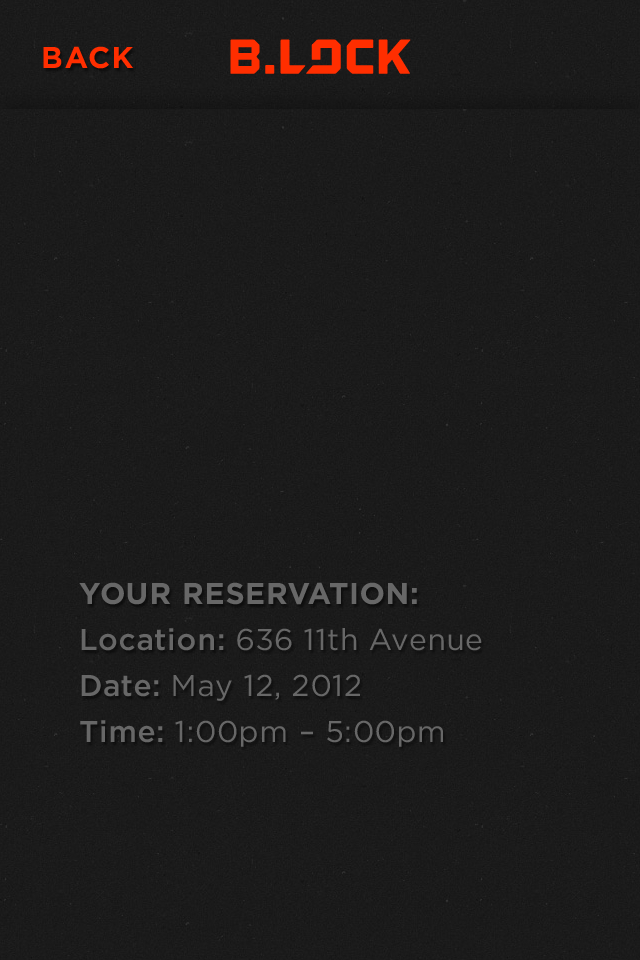 BACK
B.LOCK
YOUR RESERVATION:
Location: 636 11th Avenue
Date: May 12, 2012
Time: 1:00pm – 5:00pm